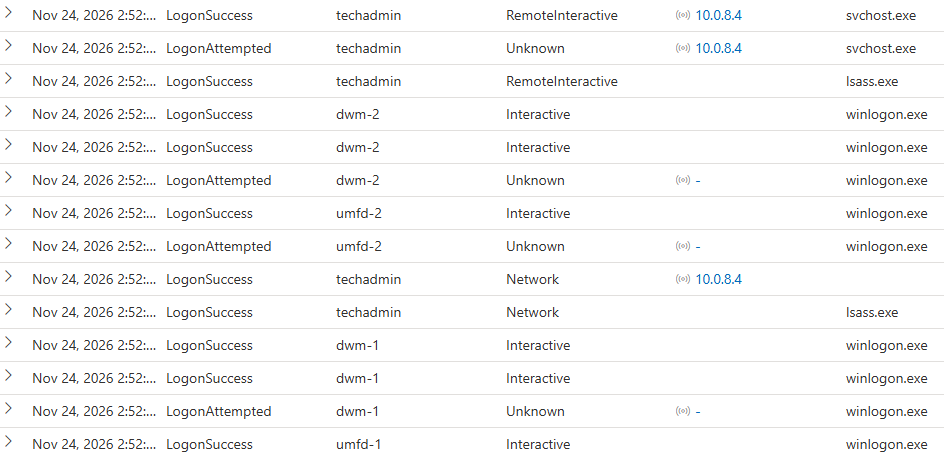 Nov 24, 2026 2:52:... LogonSuccess techadmin RemoteInteractive 10.0.8.4 svchost.exe
Nov 24, 2026 2:52:... LogonAttempted techadmin Unknown 10.0.8.4 svchost.exe
Nov 24, 2026 2:52:... LogonSuccess techadmin RemoteInteractive lsass.exe
Nov 24, 2026 2:52:... LogonSuccess dwm-2 Interactive winlogon.exe
Nov 24, 2026 2:52:... LogonSuccess dwm-2 Interactive winlogon.exe
Nov 24, 2026 2:52:... LogonAttempted dwm-2 Unknown - winlogon.exe
Nov 24, 2026 2:52:... LogonSuccess umfd-2 Interactive winlogon.exe
Nov 24, 2026 2:52:... LogonAttempted umfd-2 Unknown - winlogon.exe
Nov 24, 2026 2:52:... LogonSuccess techadmin Network 10.0.8.4
Nov 24, 2026 2:52:... LogonSuccess techadmin Network lsass.exe
Nov 24, 2026 2:52:... LogonSuccess dwm-1 Interactive winlogon.exe
Nov 24, 2026 2:52:... LogonSuccess dwm-1 Interactive winlogon.exe
Nov 24, 2026 2:52:... LogonAttempted dwm-1 Unknown - winlogon.exe
Nov 24, 2026 2:52:... LogonSuccess umfd-1 Interactive winlogon.exe